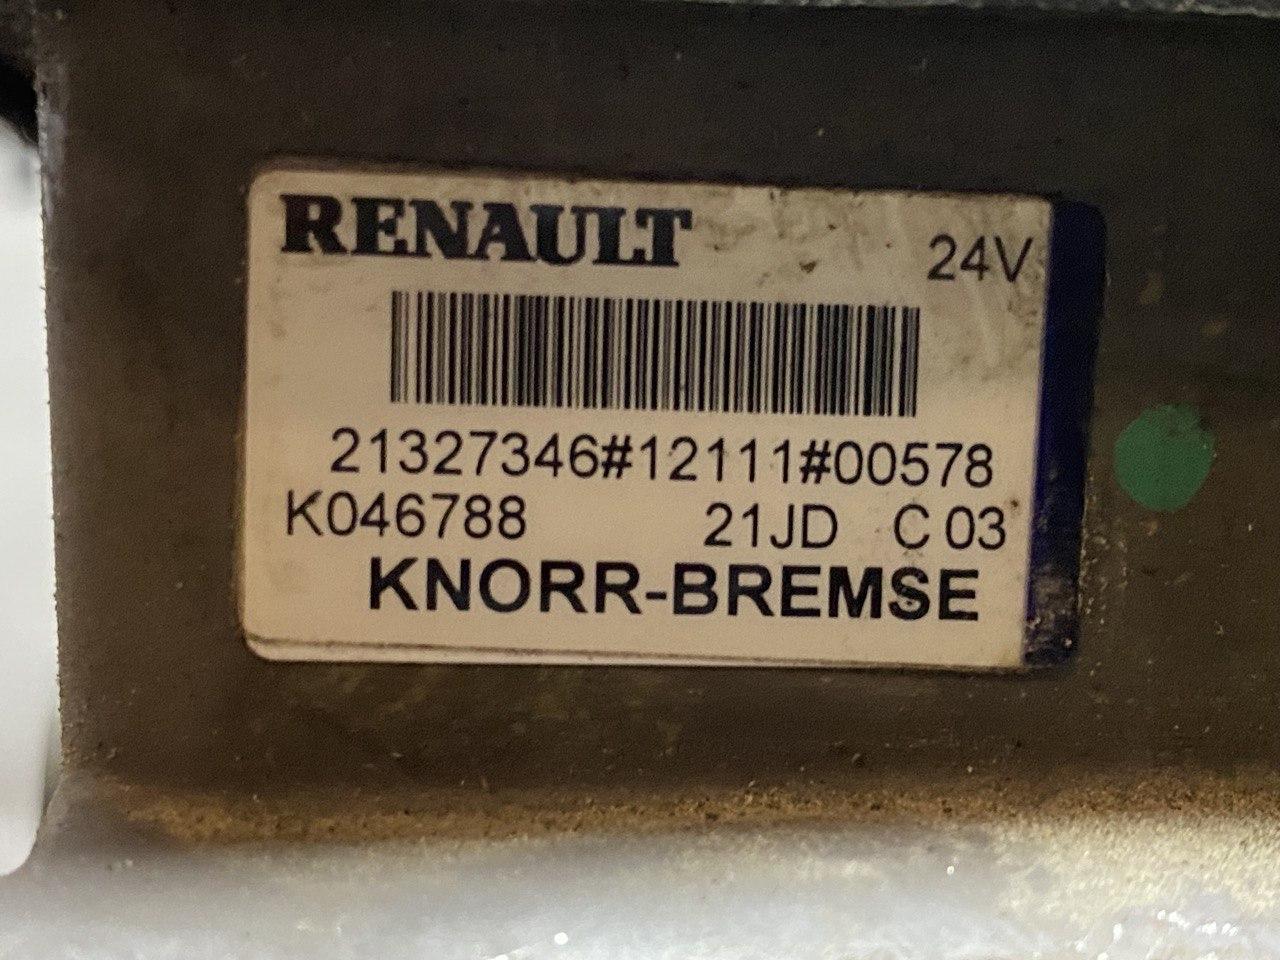 RENAULT
24V
21327346#12111#00578
K046788 21JD C 03
KNORR-BREMSE